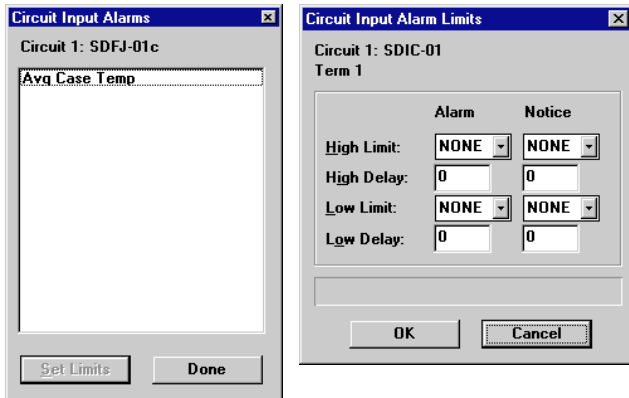 Circuit Input Alarms
Circuit 1: SDFJ-01c
Avg Case Temp
Set Limits
Done
Circuit Input Alarm Limits
Circuit 1: SDIC-01
Term 1
Alarm Notice
High Limit: NONE NONE
High Delay: 0 0
Low Limit: NONE NONE
Low Delay: 0 0
OK
Cancel